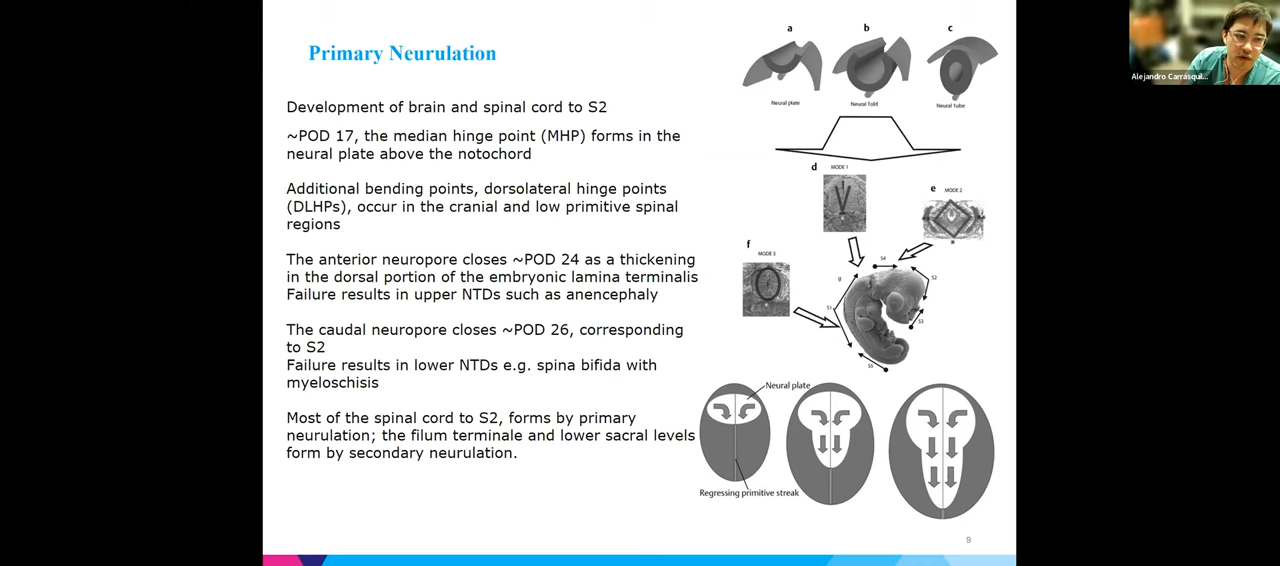 Primary Neurulation
Development of brain and spinal cord to S2
~POD 17, the median hinge point (MHP) forms in the
neural plate above the notochord
Additional bending points, dorsolateral hinge points
(DLHPs), occur in the cranial and low primitive spinal
regions
The anterior neuropore closes ~POD 24 as a thickening
in the dorsal portion of the embryonic lamina terminalis
Failure results in upper NTDs such as anencephaly
The caudal neuropore closes ~POD 26, corresponding
to S2
Failure results in lower NTDs e.g. spina bifida with
myeloschisis
Most of the spinal cord to S2, forms by primary
neurulation; the filum terminale and lower sacral levels
form by secondary neurulation.
a
b
c
Neural plate
Neural fold
Neural tube
d MODE 1
e MODE 2
f
MODE 3
S4
g
S2
S1
S3
S5
Neural plate
Regressing primitive streak
9
Alejandro Carrasqui...